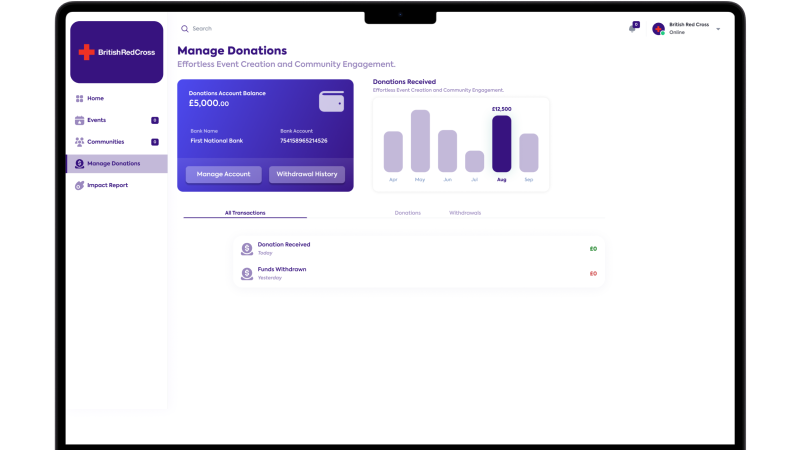 BritishRedCross
Home
Events
Communities
Manage Donations
Impact Report
Search
British Red Cross
Online
Manage Donations
Effortless Event Creation and Community Engagement.
Donations Account Balance
£5,000.00
Bank Name
Bank Account
First National Bank
754158965214526
Manage Account
Withdrawal History
Donations Received
Effortless Event Creation and Community Engagement.
£12,500
Apr
May
Jun
Jul
Aug
Sep
All Transactions
Donations
Withdrawals
Donation Received
Today
£0
Funds Withdrawn
Yesterday
£0